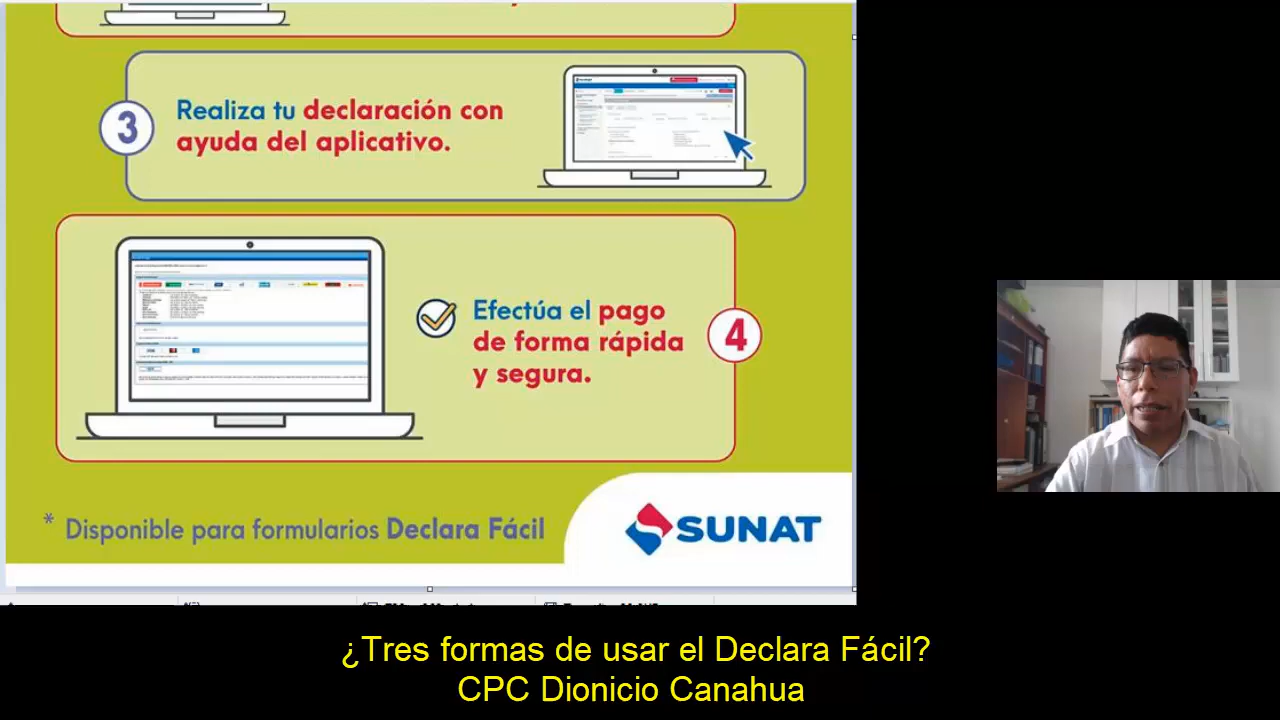 3
Realiza tu declaración con
ayuda del aplicativo.
Efectúa el pago
de forma rápida
y segura.
4
* Disponible para formularios Declara Fácil
SUNAT
¿Tres formas de usar el Declara Fácil?
CPC Dionicio Canahua